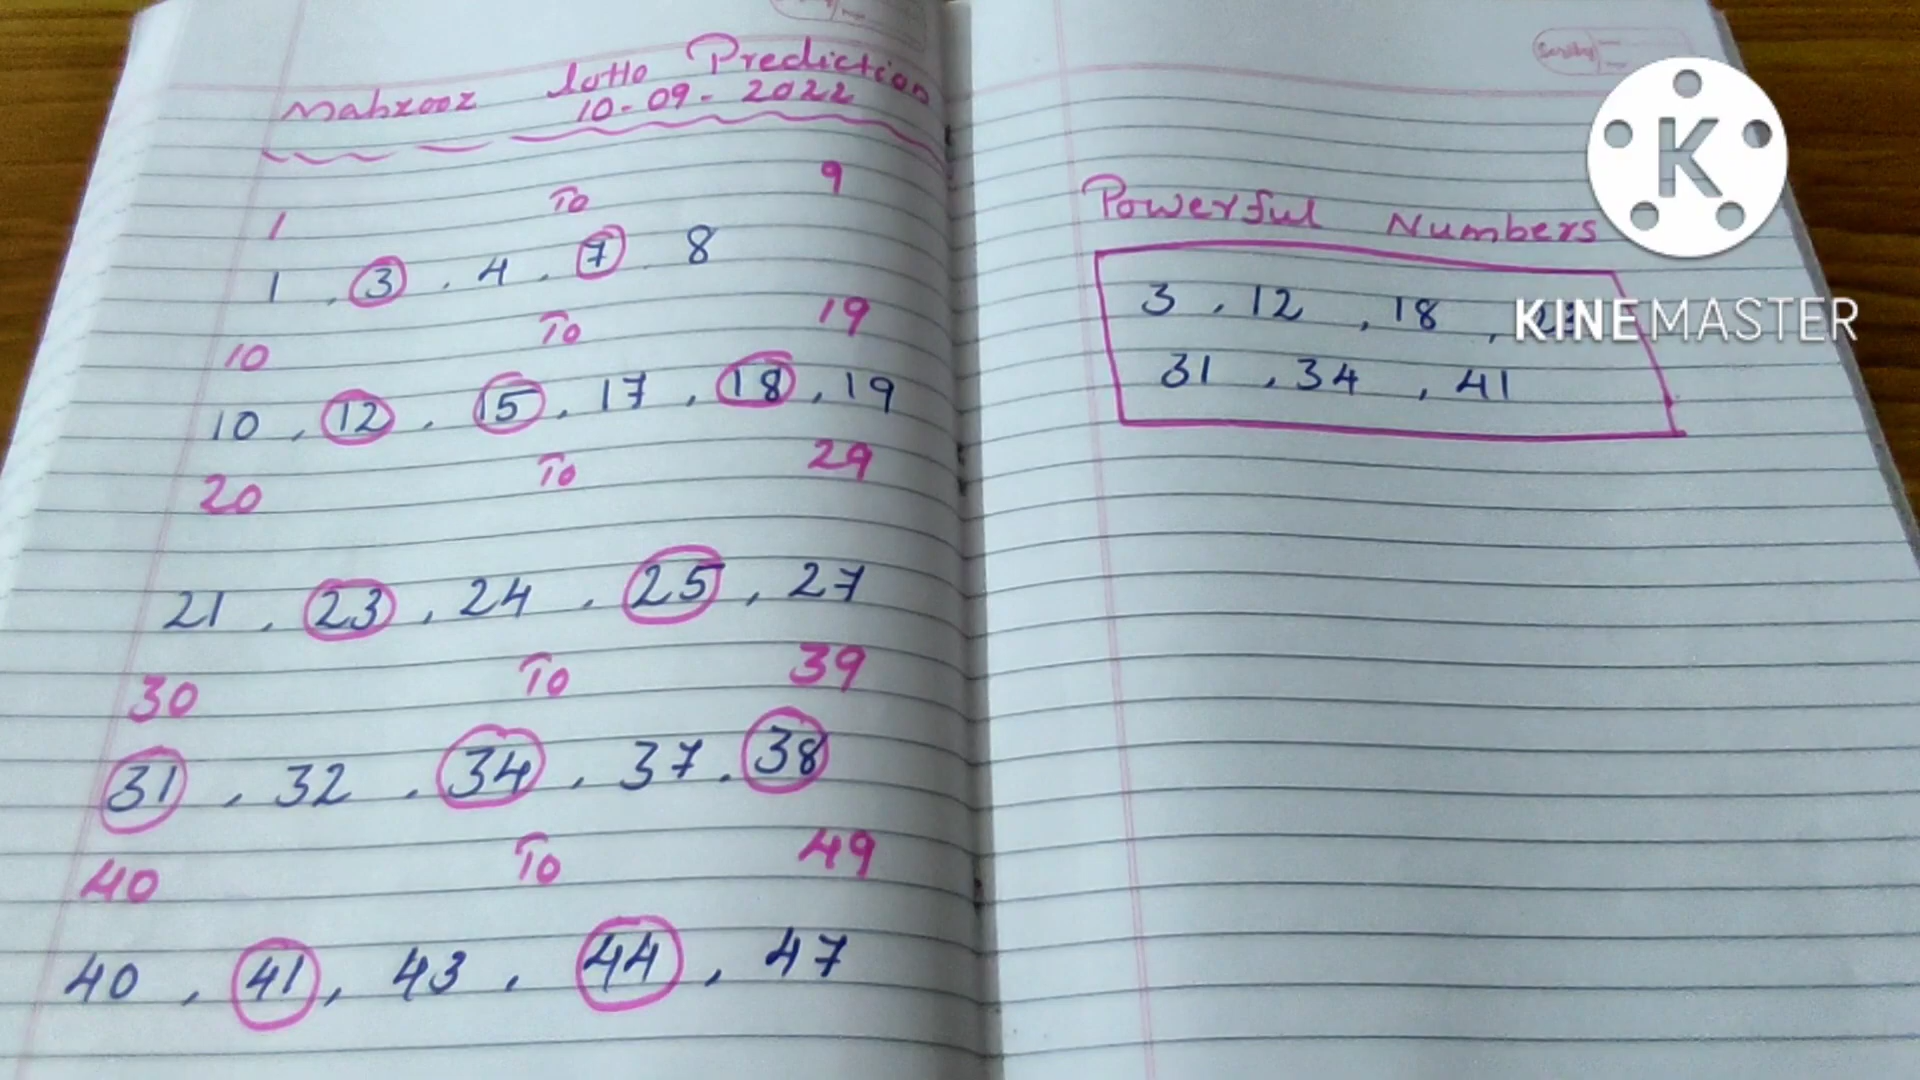 Mahzooz lotto Prediction
10-09-2022
1 To 9
1, 3, 4, 7, 8
10 To 19
10, 12, 15, 17, 18, 19
20 To 29
21, 23, 24, 25, 27
30 To 39
31, 32, 34, 37, 38
40 To 49
40, 41, 43, 44, 47
Powerful Numbers
3, 12, 18,
31, 34, 41
K
KINEMASTER